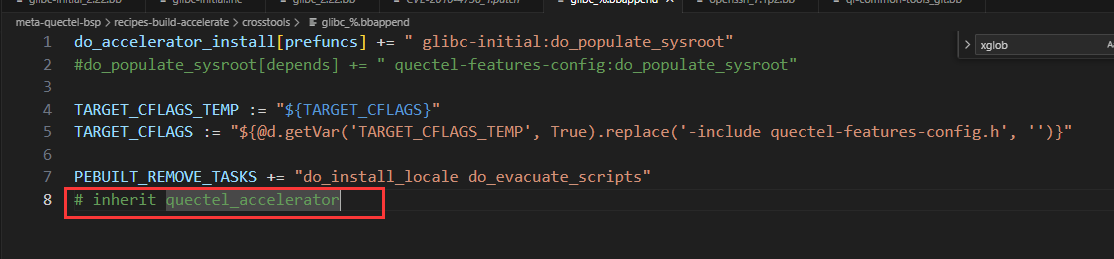 glibc-initial_2.22.bb glibc-initial.inc glibc_2.22.bb CVE-2010-4756_1.patch glibc_%.bbappend openssh_7.1p2.bb ql-common-tools_git.bb
meta-quectel-bsp > recipes-build-accelerate > crosstools > glibc_%.bbappend
1 do_accelerator_install[prefuncs] += " glibc-initial:do_populate_sysroot"
2 #do_populate_sysroot[depends] += " quectel-features-config:do_populate_sysroot"
3
4 TARGET_CFLAGS_TEMP := "${TARGET_CFLAGS}"
5 TARGET_CFLAGS := "${@d.getVar('TARGET_CFLAGS_TEMP', True).replace('-include quectel-features-config.h', '')}"
6
7 PEBUILT_REMOVE_TASKS += "do_install_locale do_evacuate_scripts"
8 # inherit quectel_accelerator
xglob